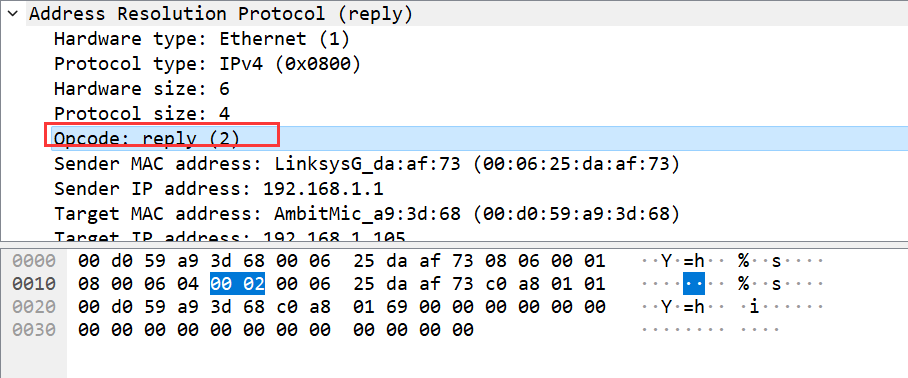 Address Resolution Protocol (reply)
Hardware type: Ethernet (1)
Protocol type: IPv4 (0x0800)
Hardware size: 6
Protocol size: 4
Opcode: reply (2)
Sender MAC address: LinksysG_da:af:73 (00:06:25:da:af:73)
Sender IP address: 192.168.1.1
Target MAC address: AmbitMic_a9:3d:68 (00:d0:59:a9:3d:68)
Target IP address: 192.168.1.105
0000 00 d0 59 a9 3d 68 00 06 25 da af 73 08 06 00 01 ··Y·=h·· %··s····
0010 08 00 06 04 00 02 00 06 25 da af 73 c0 a8 01 01 ········ %··s····
0020 00 d0 59 a9 3d 68 c0 a8 01 69 00 00 00 00 00 00 ··Y·=h·· ·i······
0030 00 00 00 00 00 00 00 00 00 00 00 00 ········ ····